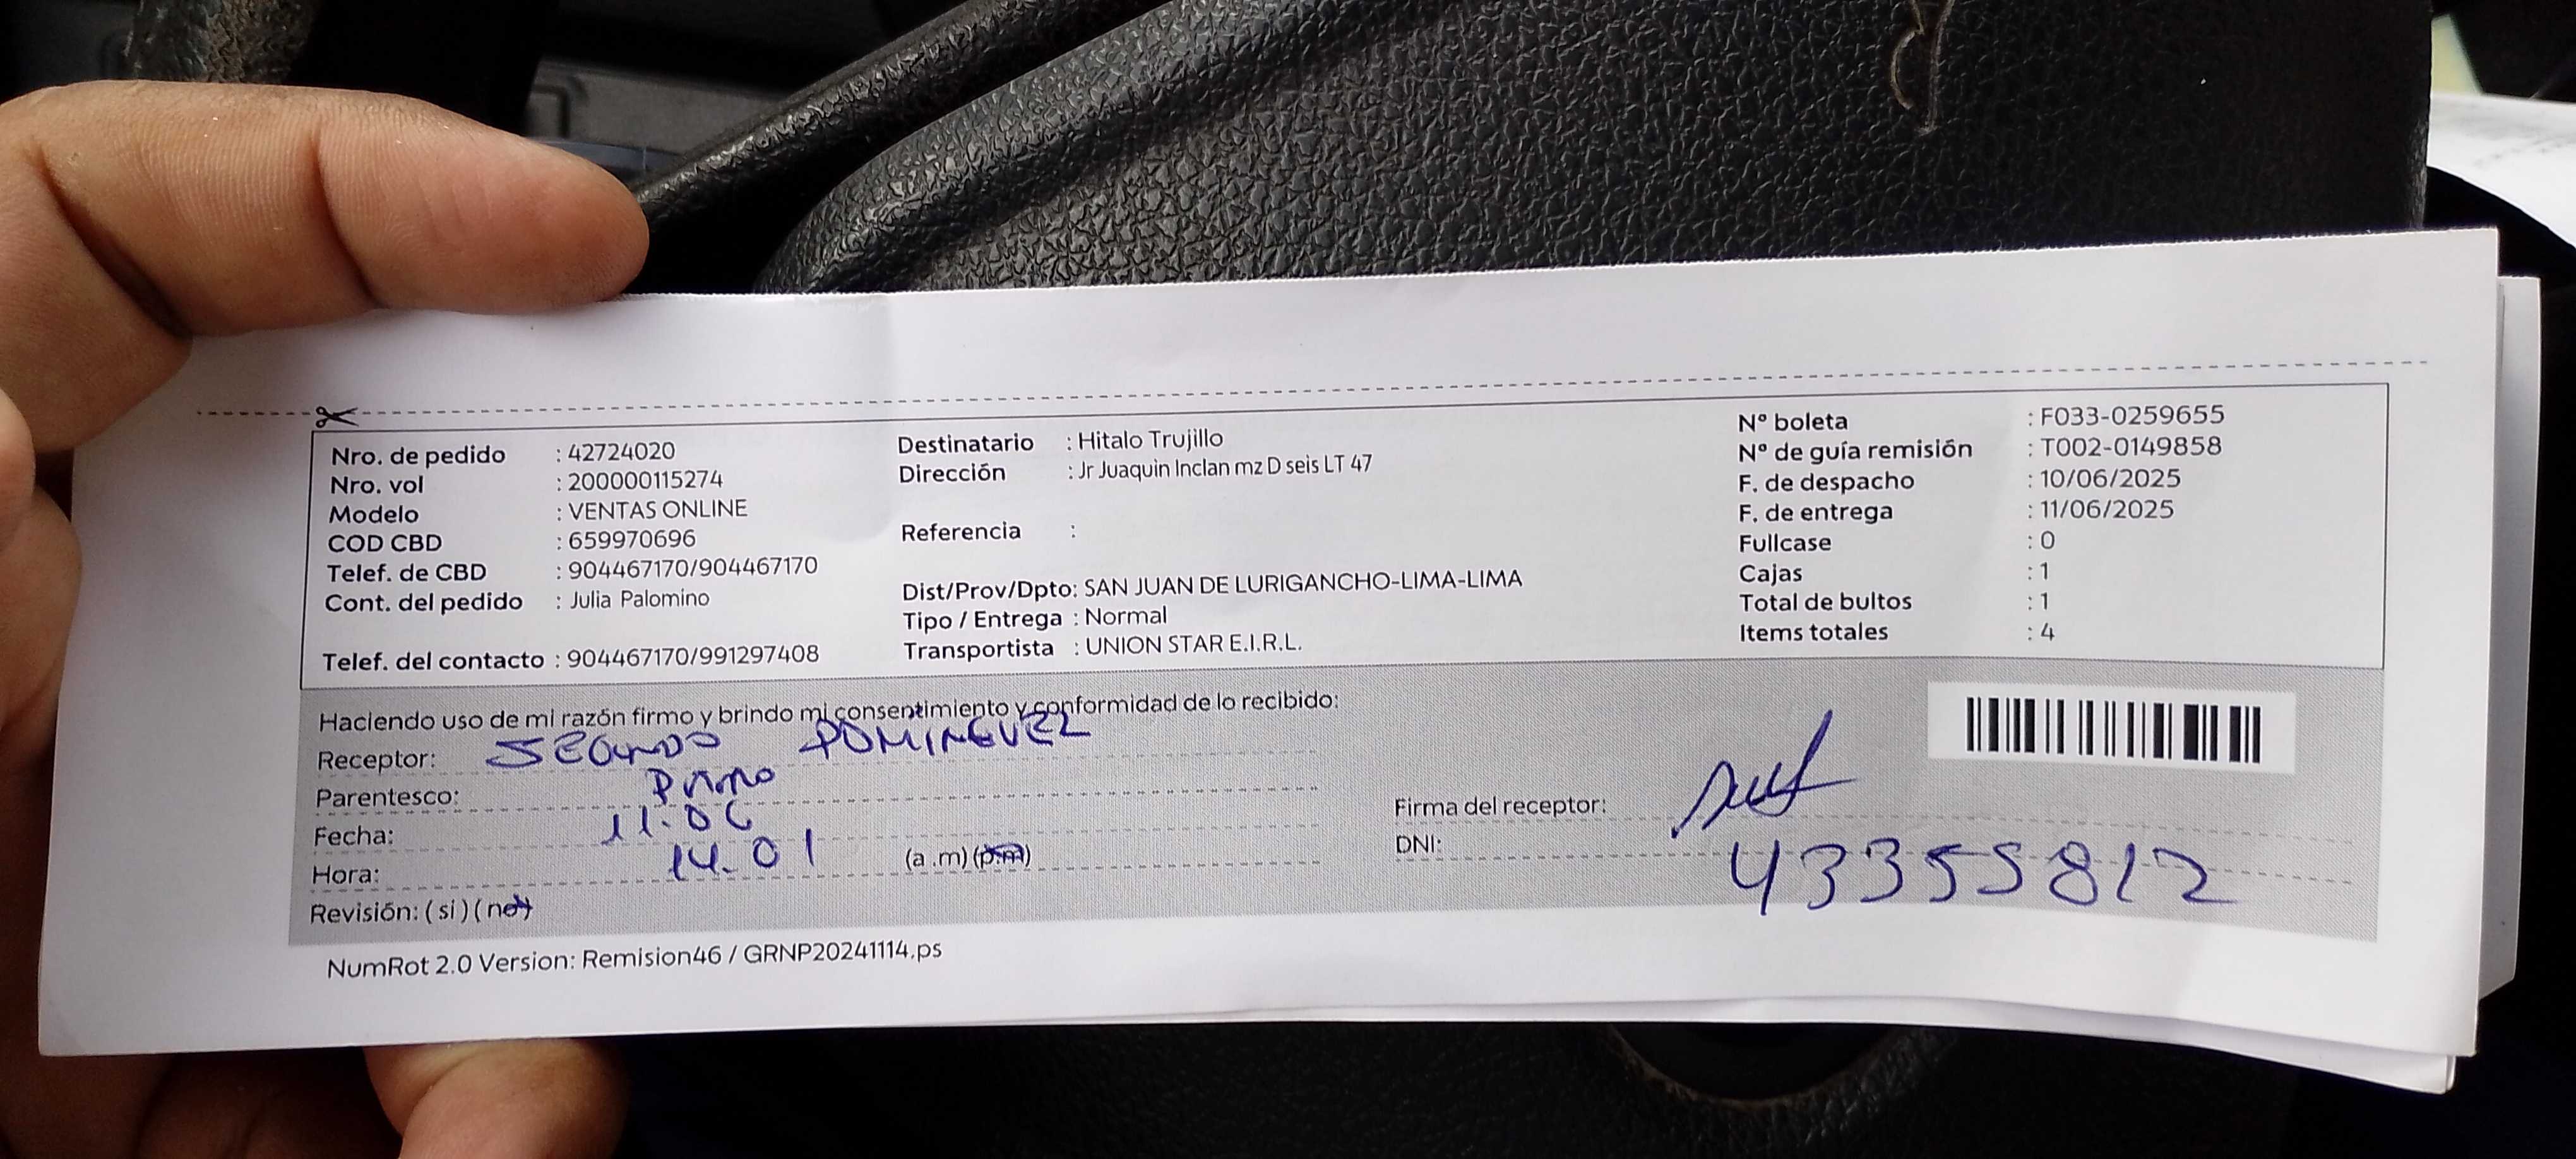 Nro. de pedido : 42724020
Nro. vol : 200000115274
Modelo : VENTAS ONLINE
COD CBD : 659970696
Telef. de CBD : 904467170/904467170
Cont. del pedido : Julia Palomino
Telef. del contacto : 904467170/991297408
Destinatario : Hitalo Trujillo
Dirección : Jr Juaquin Inclan mz D seis LT 47
Referencia :
Dist/Prov/Dpto: SAN JUAN DE LURIGANCHO-LIMA-LIMA
Tipo / Entrega : Normal
Transportista : UNION STAR E.I.R.L.
Nº boleta : F033-0259655
Nº de guía remisión : T002-0149858
F. de despacho : 10/06/2025
F. de entrega : 11/06/2025
Fullcase : 0
Cajas : 1
Total de bultos : 1
Items totales : 4
Haciendo uso de mi razón firmo y brindo mi consentimiento y conformidad de lo recibido:
Receptor: DOMINGUEZ
Parentesco:
Fecha: 11.06
Hora: 14.01 (a .m) (p.m)
Revisión: ( si ) ( no )
Firma del receptor:
DNI: 43355812
NumRot 2.0 Version: Remision46 / GRNP20241114.ps